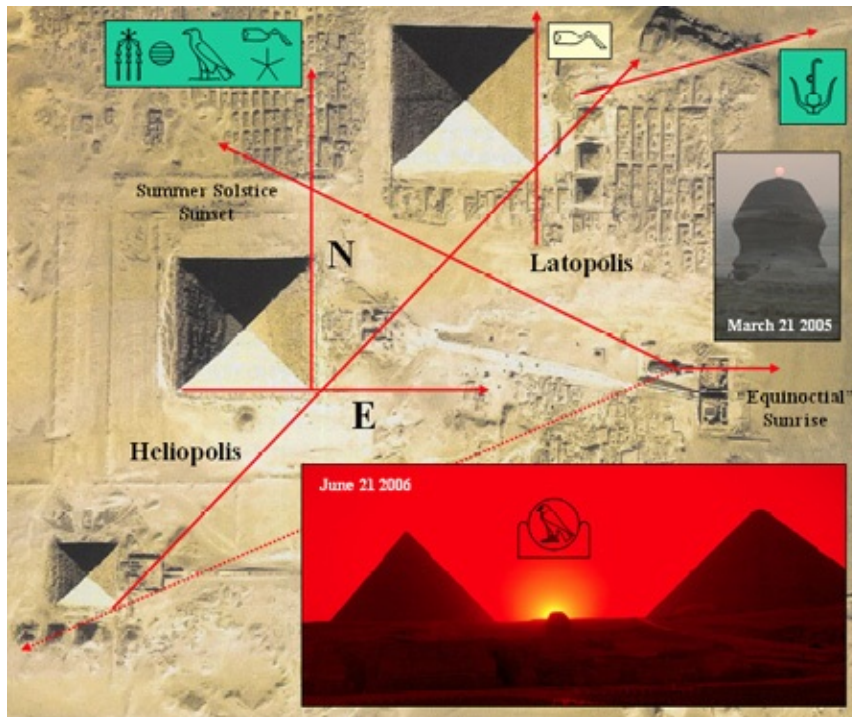 Summer Solstice
Sunset
N
Latopolis
March 21 2005
E
"Equinoctial"
Sunrise
Heliopolis
June 21 2006